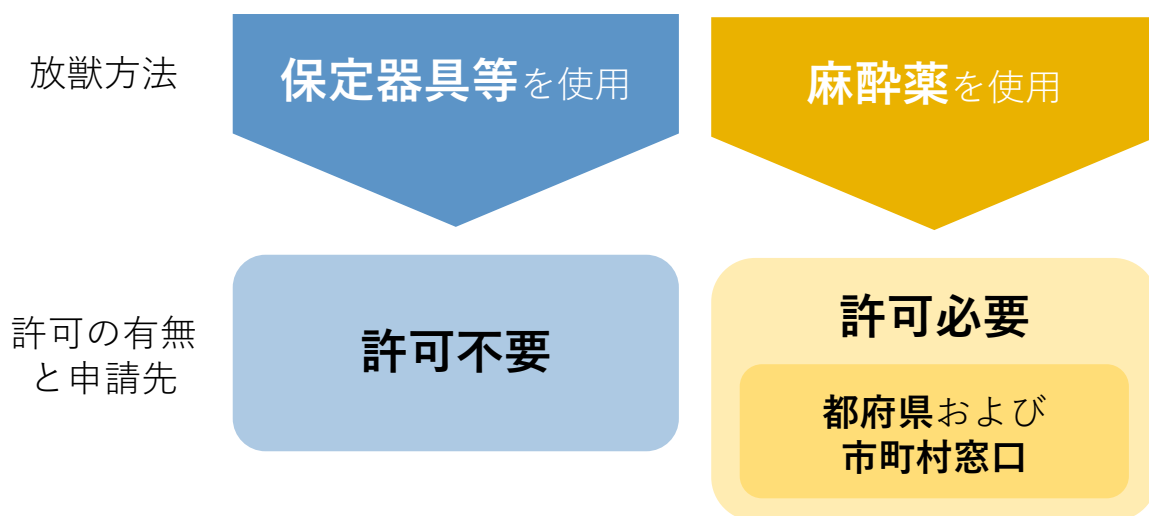 放獣方法
保定器具等を使用
麻酔薬を使用
許可の有無
と申請先
許可不要
許可必要
都府県および
市町村窓口